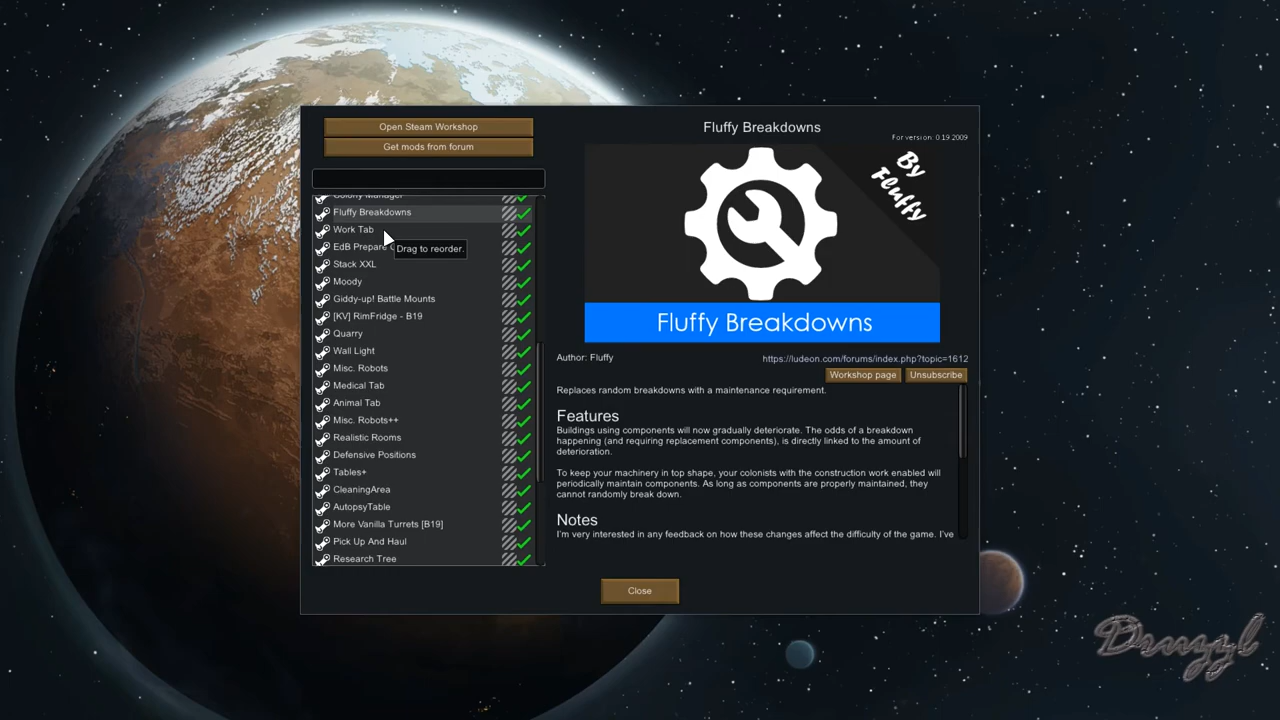 Open Steam Workshop
Get mods from forum
Colony Manager
Fluffy Breakdowns
Work Tab
EdB Prepare
Drag to reorder.
Stack XXL
Moody
Giddy-up! Battle Mounts
[KV] RimFridge - B19
Quarry
Wall Light
Misc. Robots
Medical Tab
Animal Tab
Misc. Robots++
Realistic Rooms
Defensive Positions
Tables+
CleaningArea
AutopsyTable
More Vanilla Turrets [B19]
Pick Up And Haul
Research Tree
Fluffy Breakdowns
For version 0.19.2009
By
Fluffy
Fluffy Breakdowns
Author: Fluffy
https://ludeon.com/forums/index.php?topic=1612
Workshop page
Unsubscribe
Replaces random breakdowns with a maintenance requirement.
Features
Buildings using components will now gradually deteriorate. The odds of a breakdown
happening (and requiring replacement components), is directly linked to the amount of
deterioration.
To keep your machinery in top shape, your colonists with the construction work enabled will
periodically maintain components. As long as components are properly maintained, they
cannot randomly break down.
Notes
I'm very interested in any feedback on how these changes affect the difficulty of the game. I've
Close